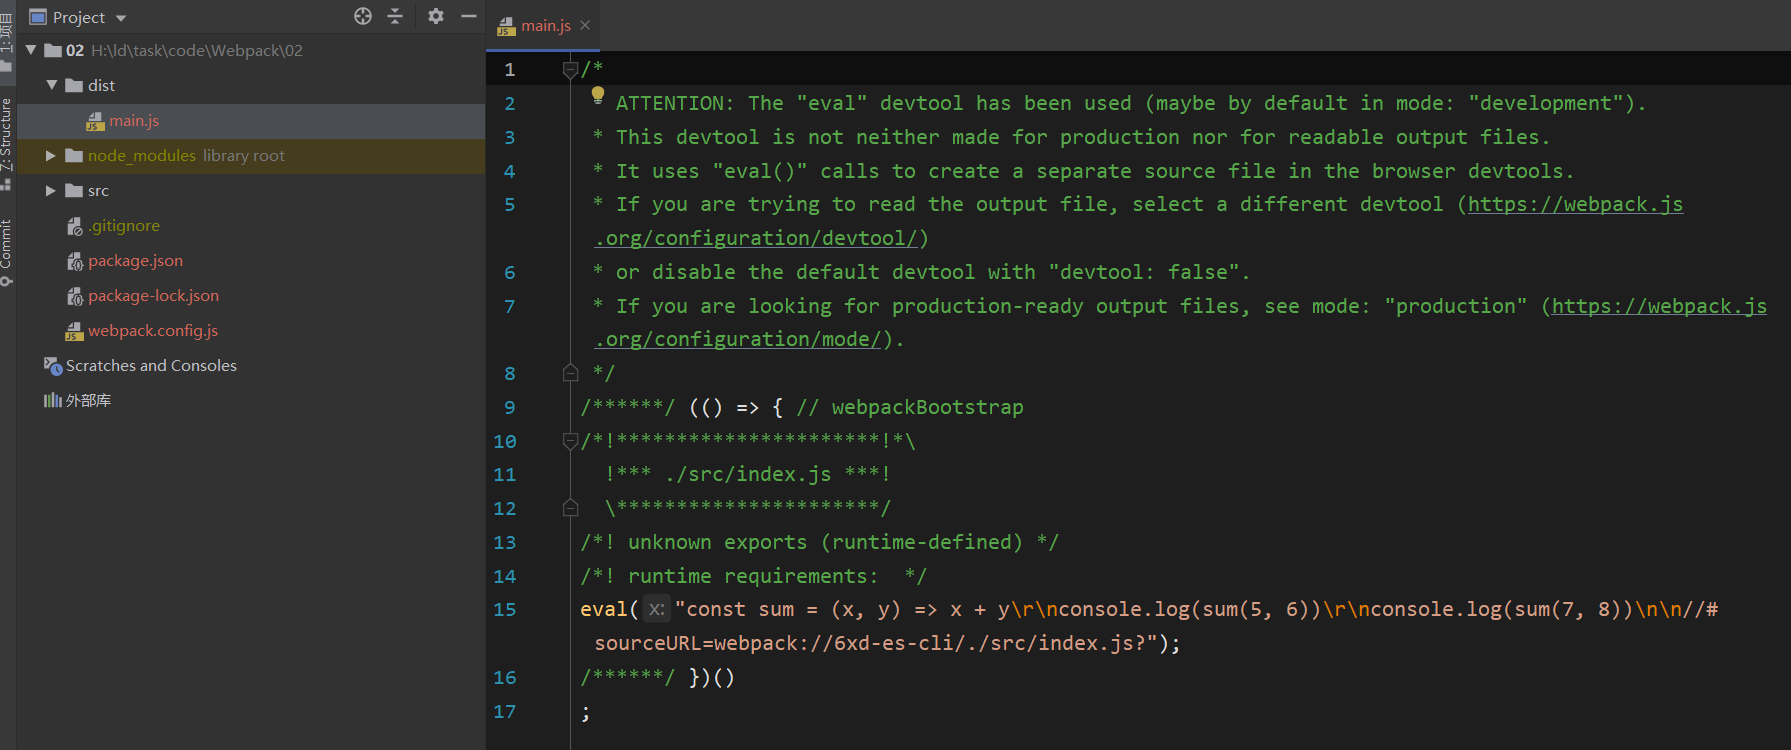 Project
02 H:\ld\task\code\Webpack\02
dist
main.js
node_modules library root
src
.gitignore
package.json
package-lock.json
webpack.config.js
Scratches and Consoles
外部库
1: 项目
Z: Structure
Commit
main.js
1 /*
2 ATTENTION: The "eval" devtool has been used (maybe by default in mode: "development").
3 * This devtool is not neither made for production nor for readable output files.
4 * It uses "eval()" calls to create a separate source file in the browser devtools.
5 * If you are trying to read the output file, select a different devtool (https://webpack.js
.org/configuration/devtool/)
6 * or disable the default devtool with "devtool: false".
7 * If you are looking for production-ready output files, see mode: "production" (https://webpack.js
.org/configuration/mode/).
8 */
9 /******/ (() => { // webpackBootstrap
10 /*!**********************!*\
11 !*** ./src/index.js ***!
12 \**********************/
13 /*! unknown exports (runtime-defined) */
14 /*! runtime requirements:  */
15 eval( x: "const sum = (x, y) => x + y\r\nconsole.log(sum(5, 6))\r\nconsole.log(sum(7, 8))\n\n//#
sourceURL=webpack://6xd-es-cli/./src/index.js?");
16 /******/ })()
17 ;